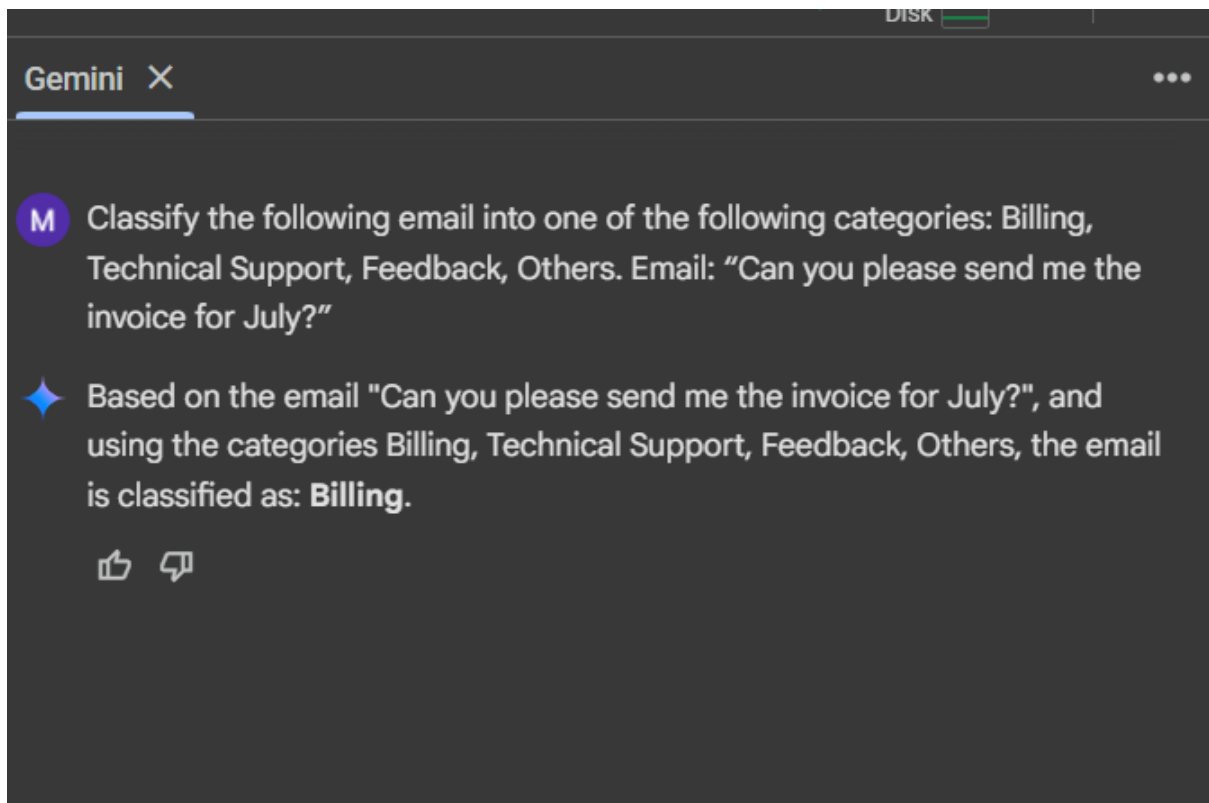 Disk
Gemini
M
Classify the following email into one of the following categories: Billing,
Technical Support, Feedback, Others. Email: “Can you please send me the
invoice for July?”
Based on the email "Can you please send me the invoice for July?", and
using the categories Billing, Technical Support, Feedback, Others, the email
is classified as: Billing.